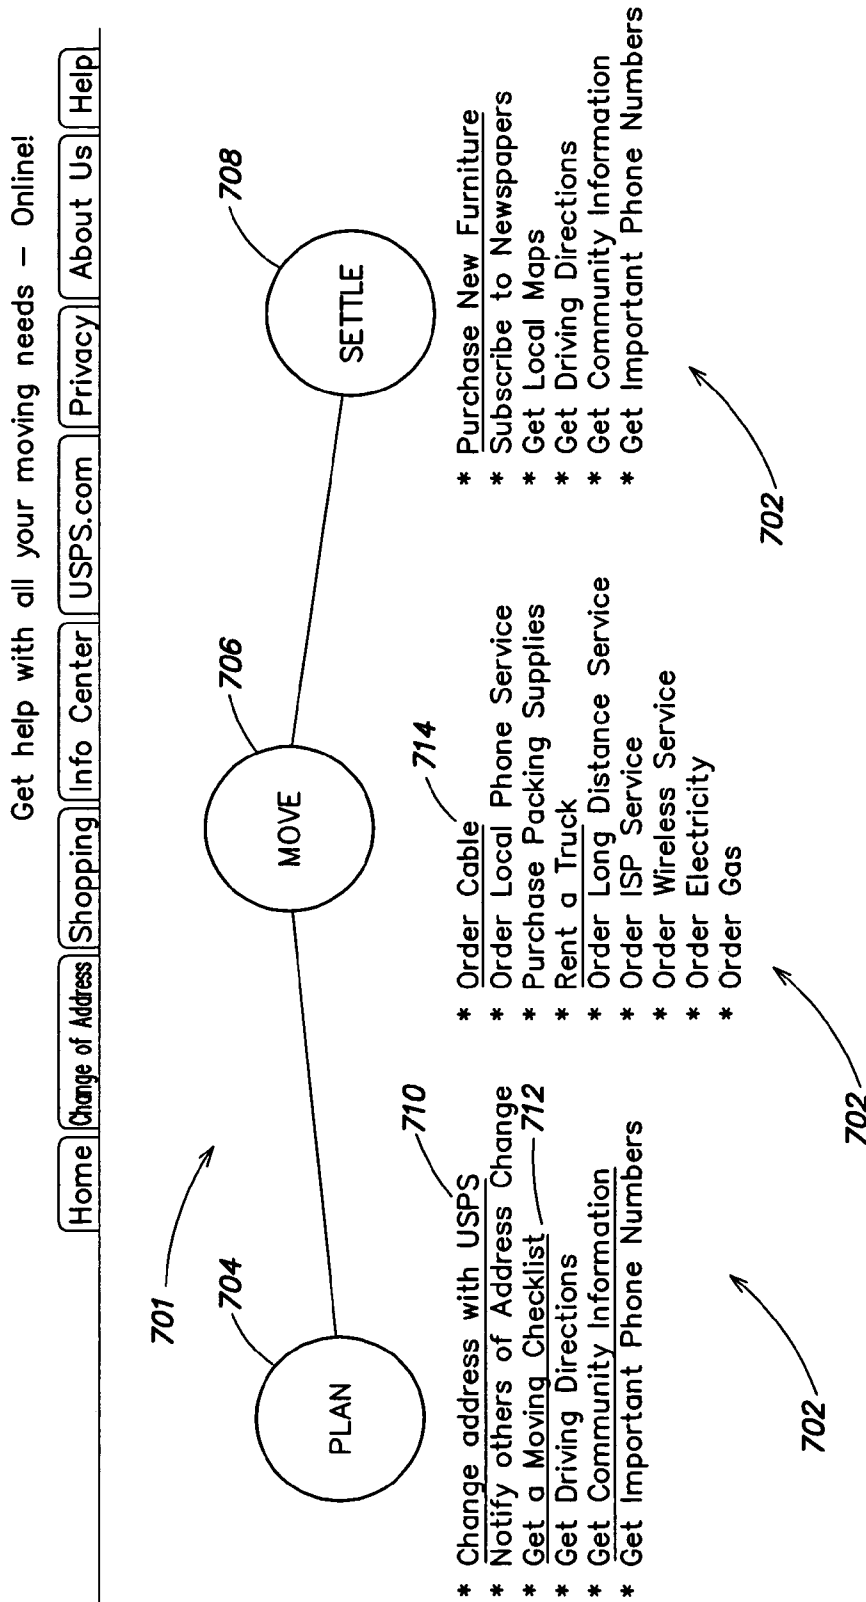 Get help with all your moving needs — Online!
Home Change of Address Shopping Info Center USPS.com Privacy About Us Help
701
704
PLAN
706
MOVE
708
SETTLE
710
* Change address with USPS
* Notify others of Address Change
* Get a Moving Checklist 712
* Get Driving Directions
* Get Community Information
* Get Important Phone Numbers
702
714
* Order Cable
* Order Local Phone Service
* Purchase Packing Supplies
* Rent a Truck
* Order Long Distance Service
* Order ISP Service
* Order Wireless Service
* Order Electricity
* Order Gas
702
* Purchase New Furniture
* Subscribe to Newspapers
* Get Local Maps
* Get Driving Directions
* Get Community Information
* Get Important Phone Numbers
702